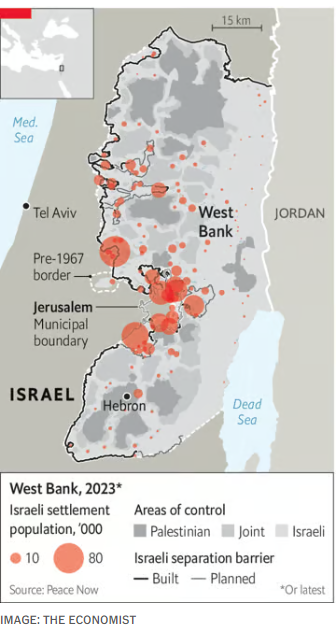 15 km
Med.
Sea
Tel Aviv
West
Bank
JORDAN
Pre-1967
border
Jerusalem
Municipal
boundary
ISRAEL
Hebron
Dead
Sea
West Bank, 2023*
Israeli settlement
population, '000
10
80
Areas of control
Palestinian
Joint
Israeli
Israeli separation barrier
Built
Planned
Source: Peace Now
*Or latest
IMAGE: THE ECONOMIST